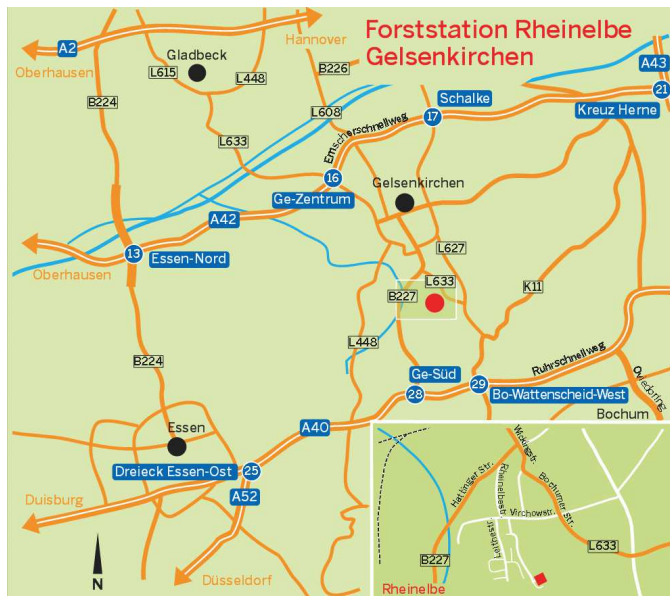 Forststation Rheinelbe
Gelsenkirchen
A2
Oberhausen
Hannover
Gladbeck
L615
L448
B226
A43
B224
L608
Schalke
21
17
Kreuz Herne
L633
Emscherschnellweg
16
Ge-Zentrum
Gelsenkirchen
A42
L627
13
Essen-Nord
Oberhausen
L633
B227
K11
L448
B224
Ge-Süd
Ruhrschnellweg
29
28
Bo-Wattenscheid-West
Oviedoring
Bochum
Essen
A40
Dreieck Essen-Ost
25
A52
Duisburg
N
Düsseldorf
Wickingstr.
Hattinger Str.
Rheinelbestr.
Bochumer Str.
Virchowstr.
Leithestr.
L633
B227
Rheinelbe